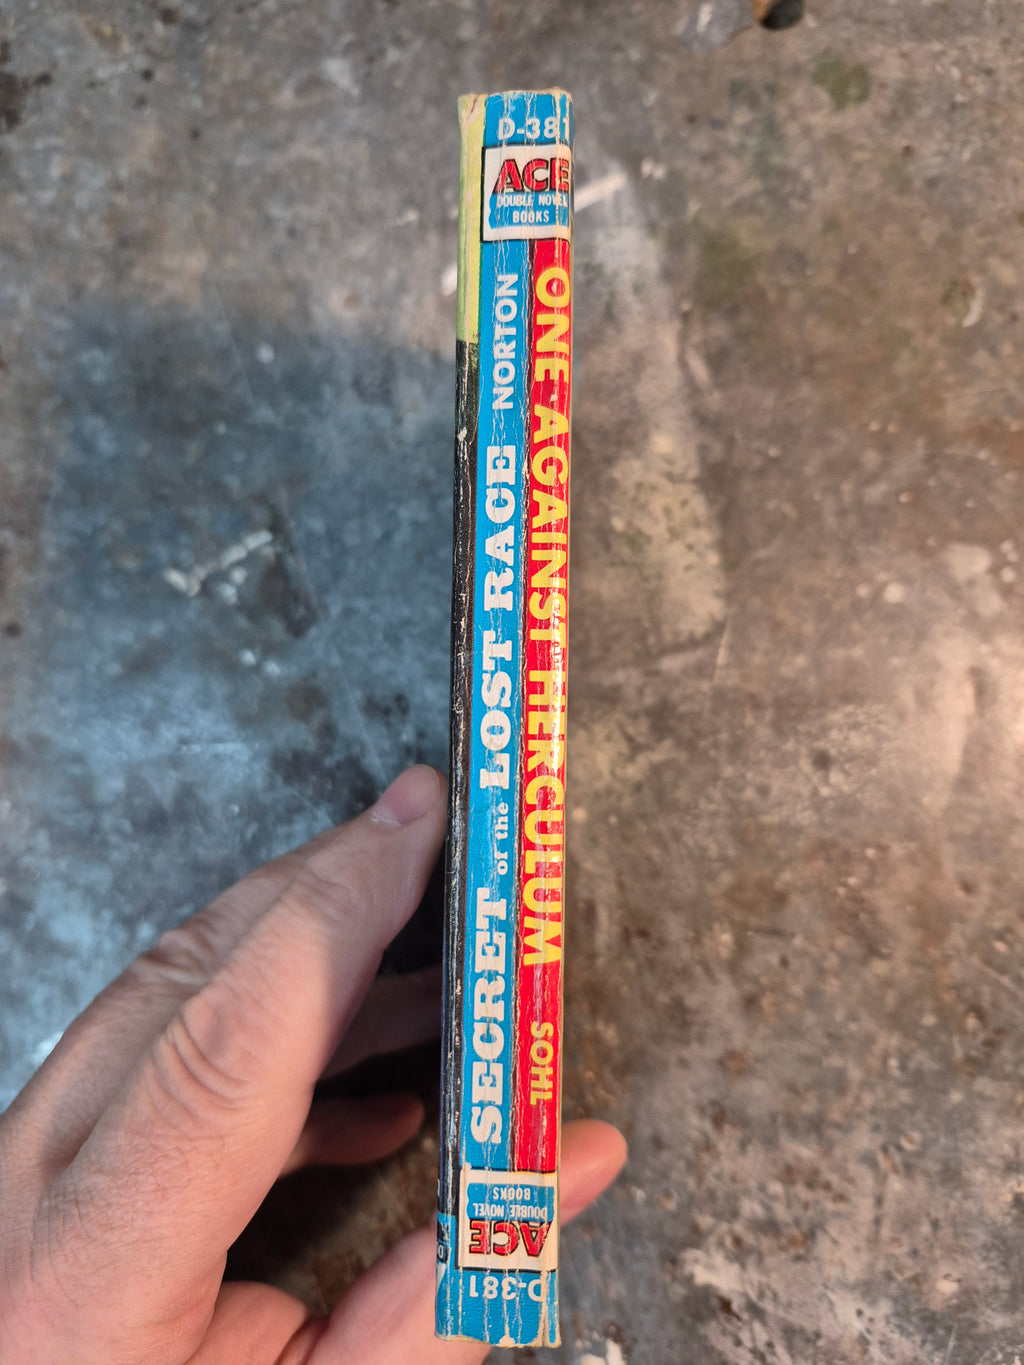 D-381
ACE
DOUBLE NOVEL
BOOKS
SECRET of the LOST RACE NORTON
ONE AGAINST HERCULUM SOHL
D-381
ACE
DOUBLE NOVEL
BOOKS
D